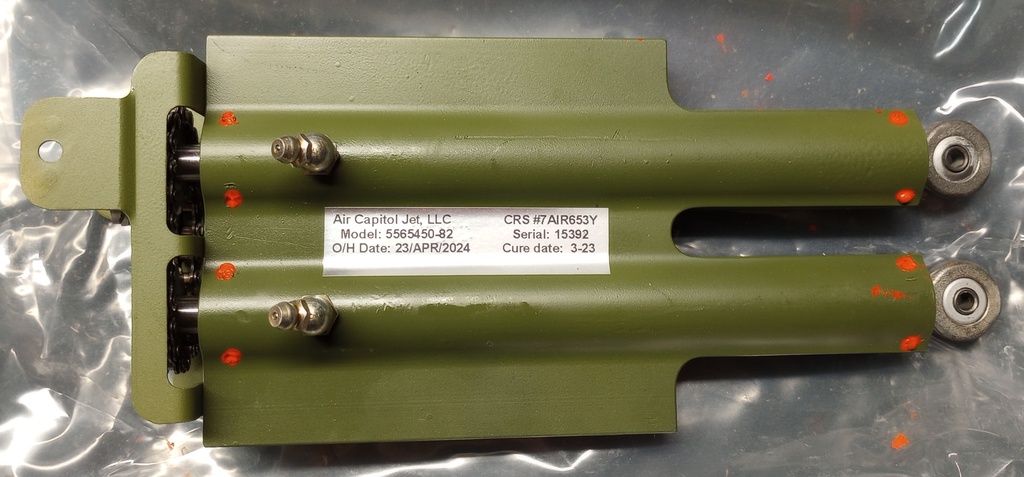 Air Capitol Jet, LLC CRS #7AIR653Y
Model: 5565450-82 Serial: 15392
O/H Date: 23/APR/2024 Cure date: 3-23